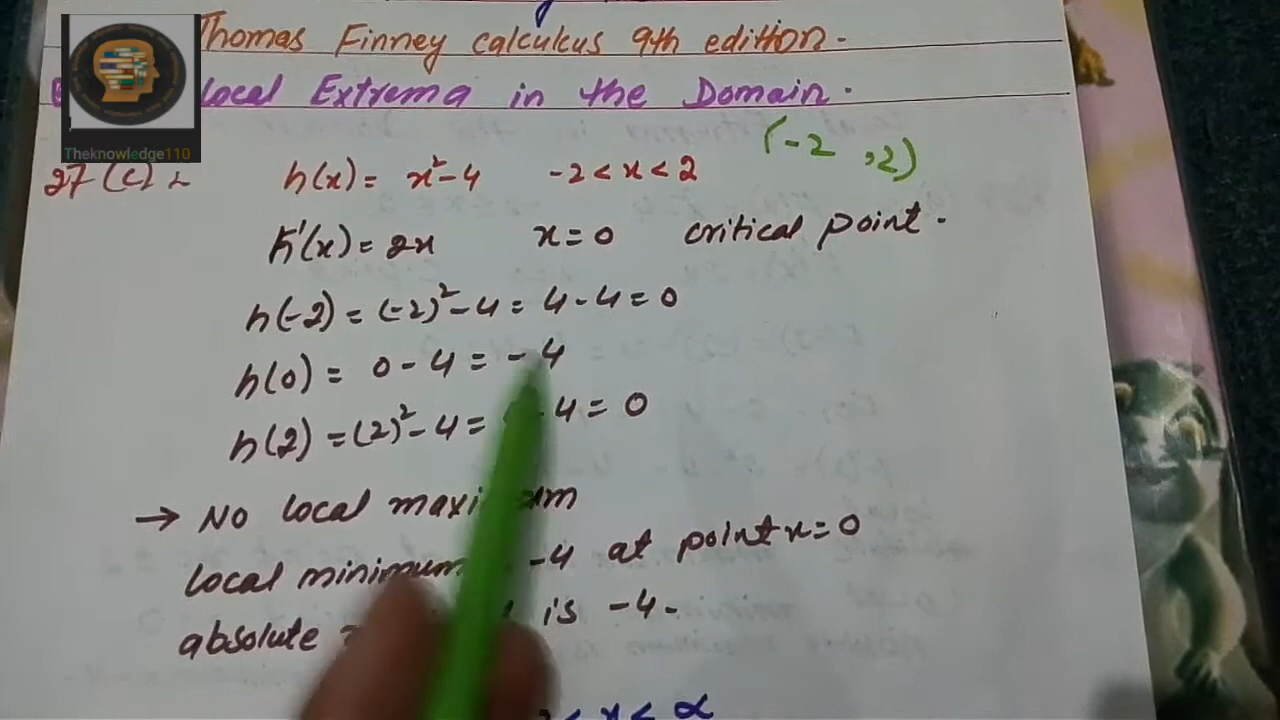 Thomas Finney calculus 9th edition.
local Extrema in the Domain.
Theknowledge110
(-2 ,2)
27 (c) :- h(x) = x²-4 -2 < x < 2
h'(x) = 2x x=0 critical point.
h(-2) = (-2)²-4 = 4-4 = 0
h(0) = 0-4 = -4
h(2) = (2)²-4 = 4 = 0
→ No local
local minimum -4 at point x=0
absolute is -4.
< x < α